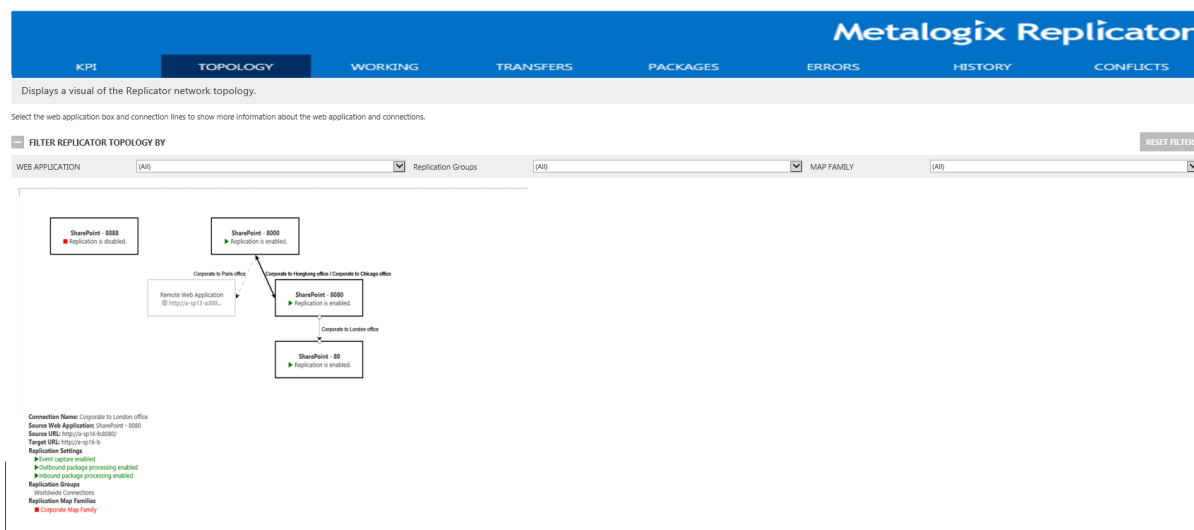 Metalogix Replicator
KPI TOPOLOGY WORKING TRANSFERS PACKAGES ERRORS HISTORY CONFLICTS
Displays a visual of the Replicator network topology.
Select the web application box and connection lines to show more information about the web application and connections.
FILTER REPLICATOR TOPOLOGY BY RESET FILTER
WEB APPLICATION (All) Replication Groups (All) MAP FAMILY (All)
SharePoint - 8888
Replication is disabled.
SharePoint - 8000
Replication is enabled.
Corporate to Paris office
Corporate to Hongkong office / Corporate to Chicago office
Remote Web Application
http://a-sp13-a:888...
SharePoint - 8080
Replication is enabled.
Corporate to London office
SharePoint - 80
Replication is enabled.
Connection Name: Corporate to London office
Source Web Application: SharePoint - 8080
Source URL: http://a-sp16-b:8080/
Target URL: http://a-sp16-b
Replication Settings
Event capture enabled
Outbound package processing enabled
Inbound package processing enabled
Replication Groups
Worldwide Connections
Replication Map Families
Corporate Map Family